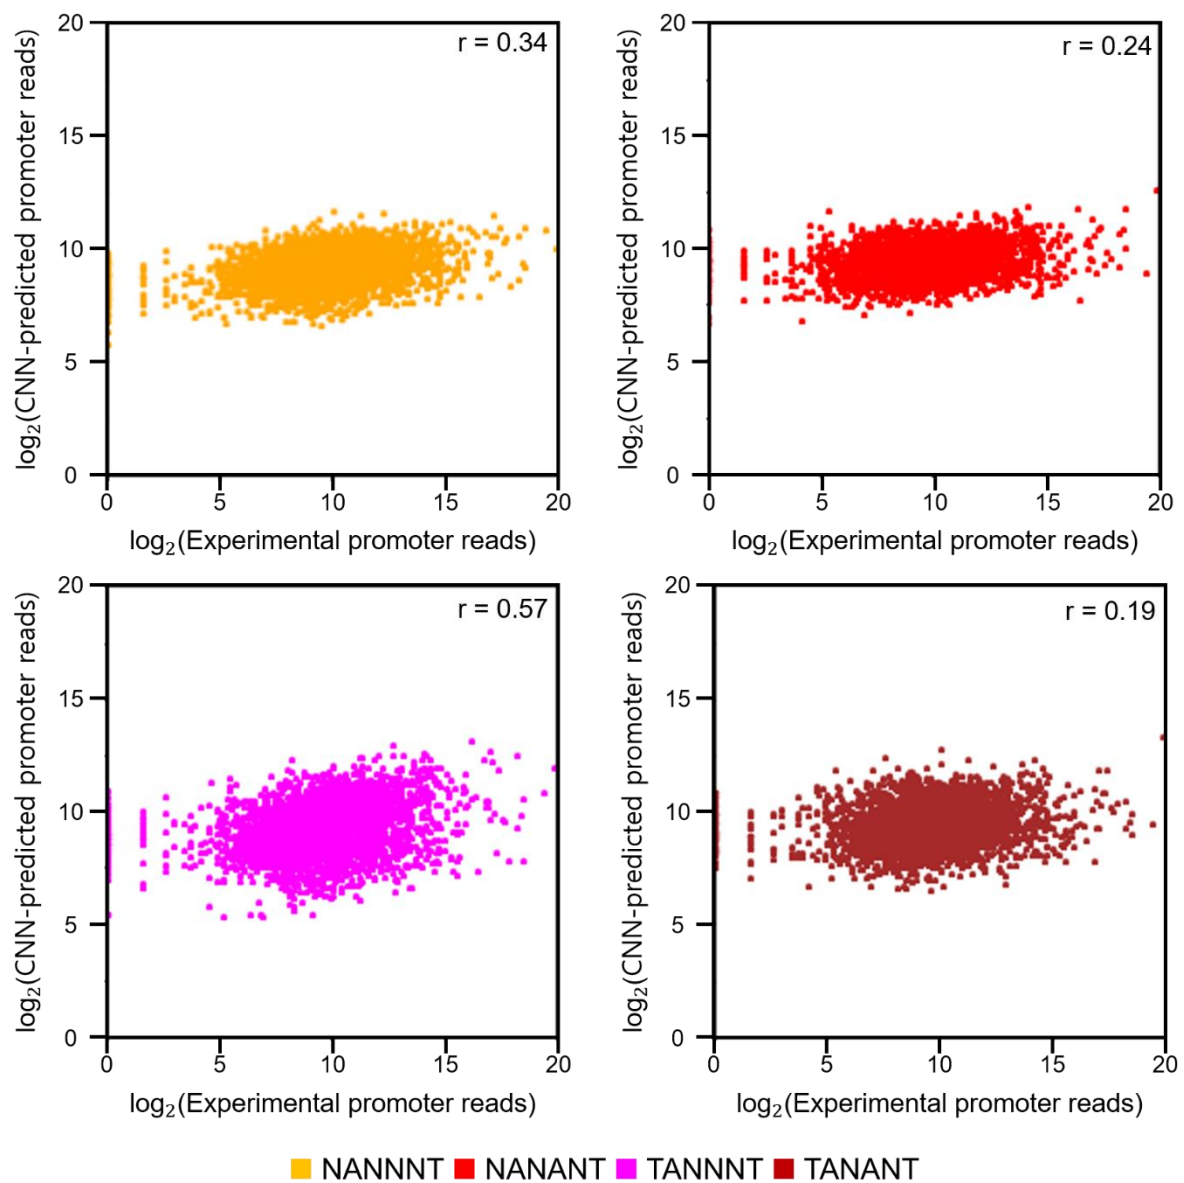 20
15
10
5
0
log₂(CNN-predicted promoter reads)
r = 0.34
0 5 10 15 20
log₂(Experimental promoter reads)
20
15
10
5
0
log₂(CNN-predicted promoter reads)
r = 0.24
0 5 10 15 20
log₂(Experimental promoter reads)
20
15
10
5
0
log₂(CNN-predicted promoter reads)
r = 0.57
0 5 10 15 20
log₂(Experimental promoter reads)
20
15
10
5
0
log₂(CNN-predicted promoter reads)
r = 0.19
0 5 10 15 20
log₂(Experimental promoter reads)
NANNNT NANANT TANNNT TANANT